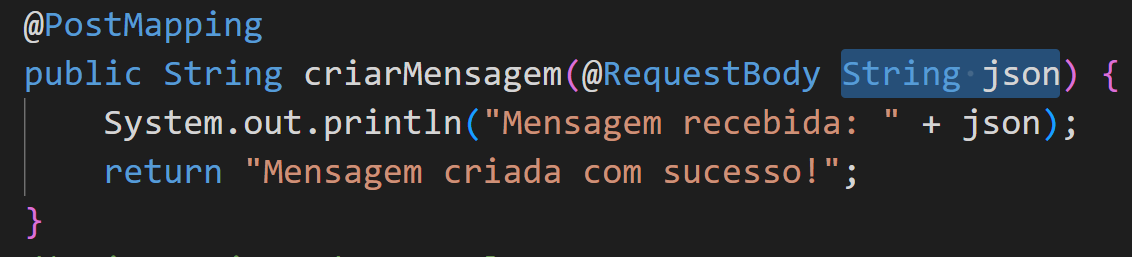 @PostMapping
public String criarMensagem(@RequestBody String json) {
System.out.println("Mensagem recebida: " + json);
return "Mensagem criada com sucesso!";
}